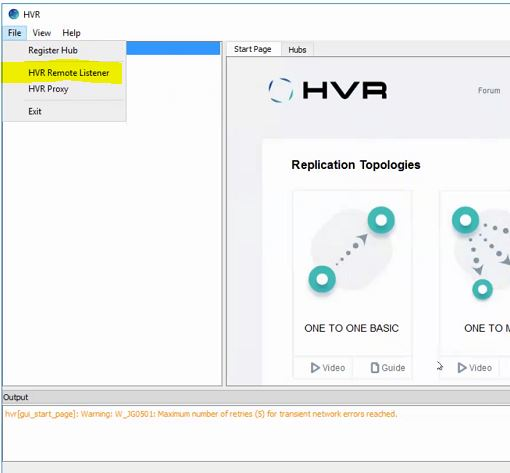 HVR
File View Help
Register Hub
HVR Remote Listener
HVR Proxy
Exit
Start Page Hubs
HVR
Forum
Replication Topologies
ONE TO ONE BASIC
ONE TO M
Video Guide
Video
Output
hvr[gui_start_page]: Warning: W_JG0501: Maximum number of retries (5) for transient network errors reached.